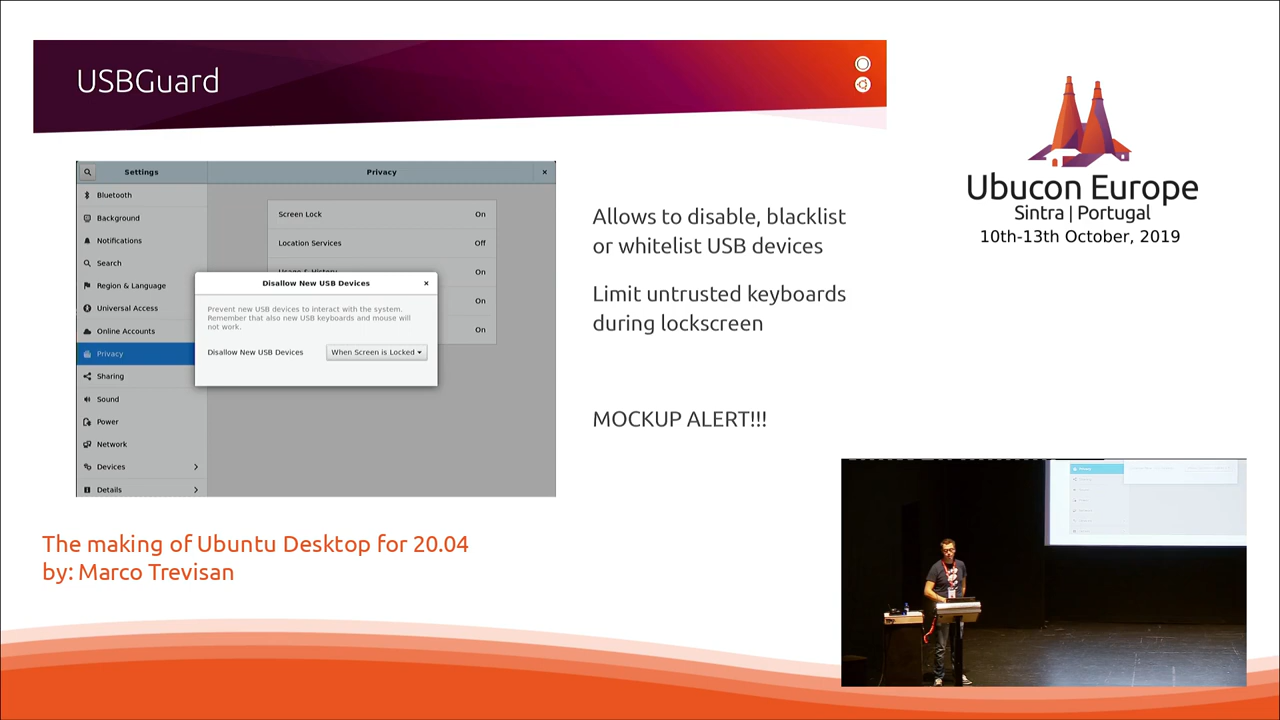 USBGuard
Settings
Privacy
Bluetooth
Background
Notifications
Search
Region & Language
Universal Access
Online Accounts
Privacy
Sharing
Sound
Power
Network
Devices
Details
Screen Lock On
Location Services Off
Usage & History On
On
On
Disallow New USB Devices
Prevent new USB devices to interact with the system.
Remember that also new USB keyboards and mouse will
not work.
Disallow New USB Devices When Screen is Locked
Allows to disable, blacklist
or whitelist USB devices
Limit untrusted keyboards
during lockscreen
MOCKUP ALERT!!!
Ubucon Europe
Sintra | Portugal
10th-13th October, 2019
The making of Ubuntu Desktop for 20.04
by: Marco Trevisan